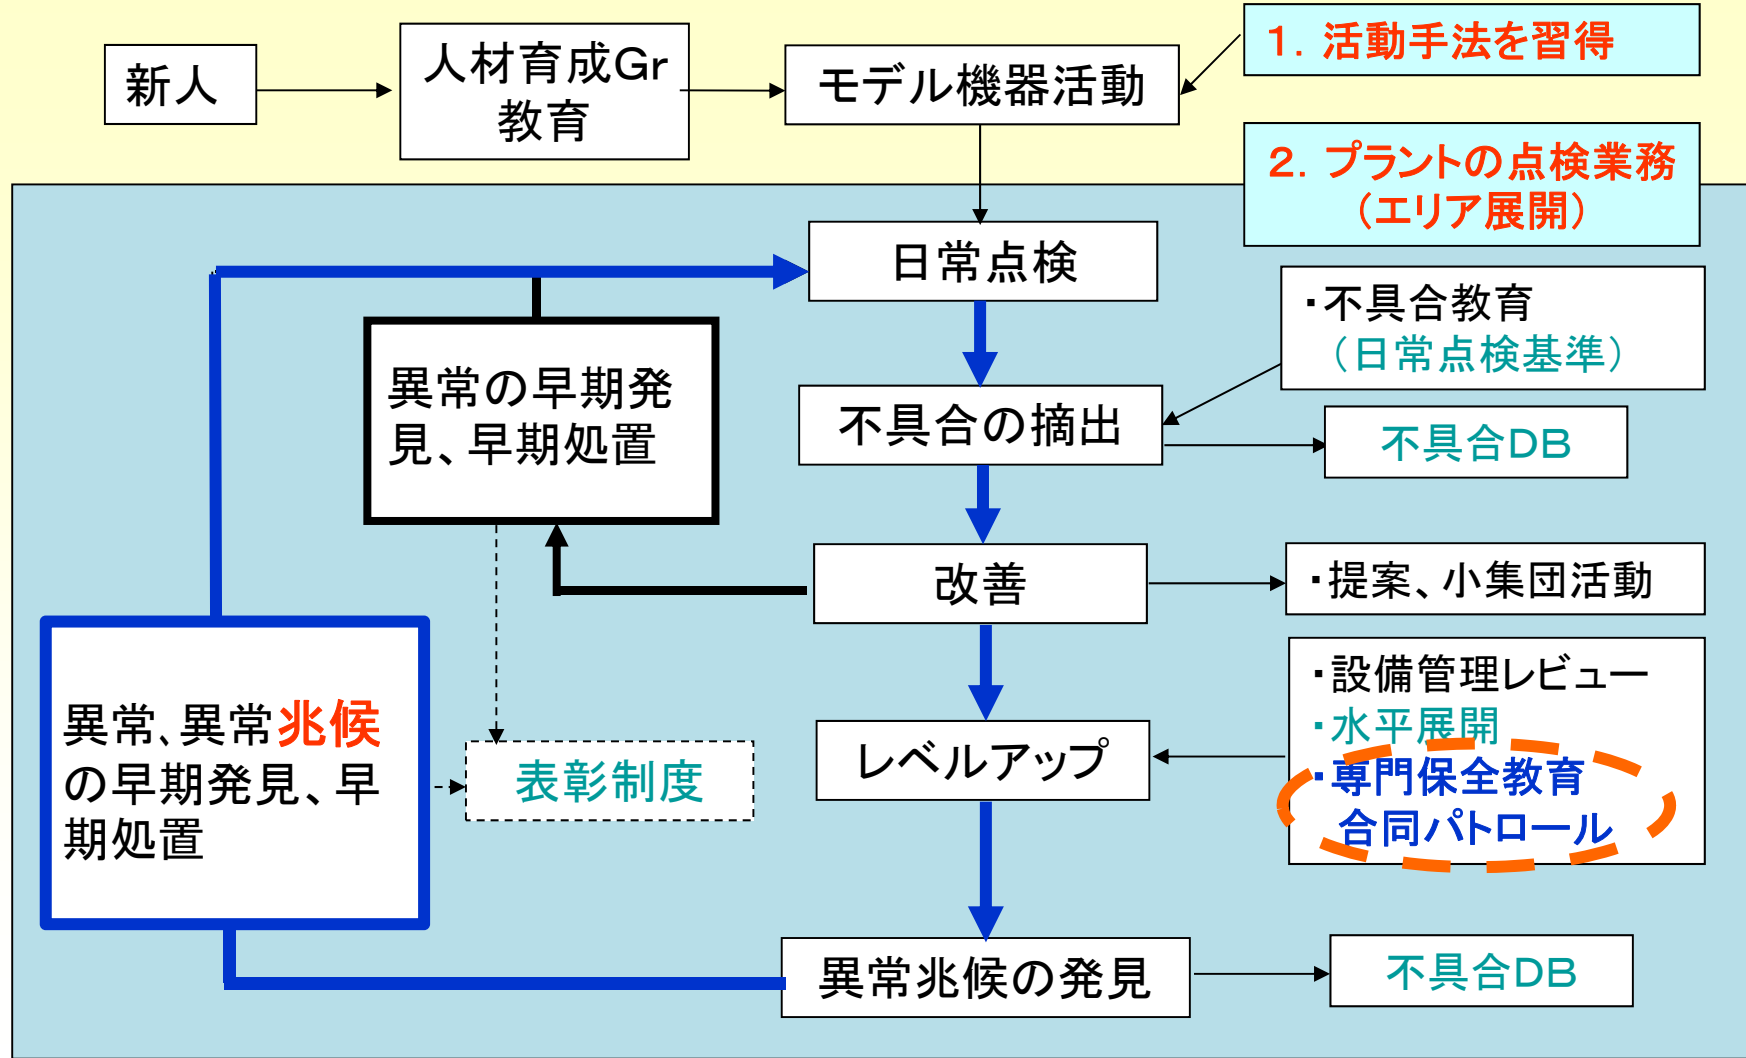 新人
人材育成Gr
教育
モデル機器活動
1. 活動手法を習得
2. プラントの点検業務
(エリア展開)
日常点検
・不具合教育
(日常点検基準)
異常の早期発
見、早期処置
不具合の摘出
不具合DB
改善
・提案、小集団活動
異常、異常兆候
の早期発見、早
期処置
表彰制度
レベルアップ
・設備管理レビュー
・水平展開
・専門保全教育
合同パトロール
異常兆候の発見
不具合DB